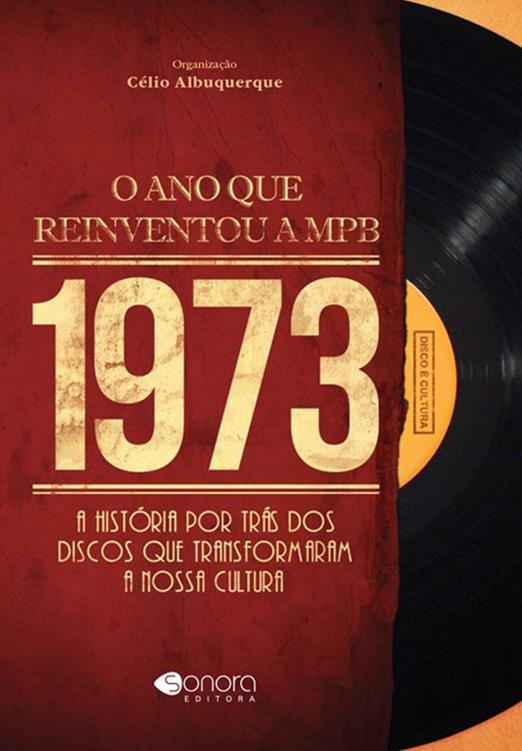 Organização
Célio Albuquerque
O ANO QUE
REINVENTOU A MPB
1973
DISCO É CULTURA
A HISTÓRIA POR TRÁS DOS
DISCOS QUE TRANSFORMARAM
A NOSSA CULTURA
Sonora
EDITORA